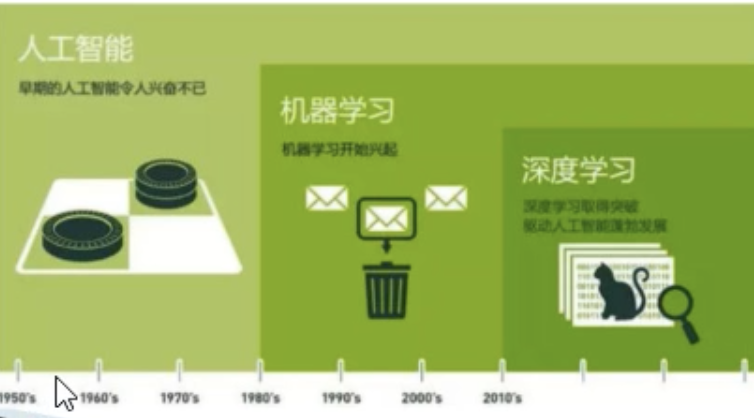 人工智能
早期的人工智能令人兴奋不已
机器学习
机器学习开始兴起
深度学习
深度学习取得突破
驱动人工智能蓬勃发展
1950's 1960's 1970's 1980's 1990's 2000's 2010's